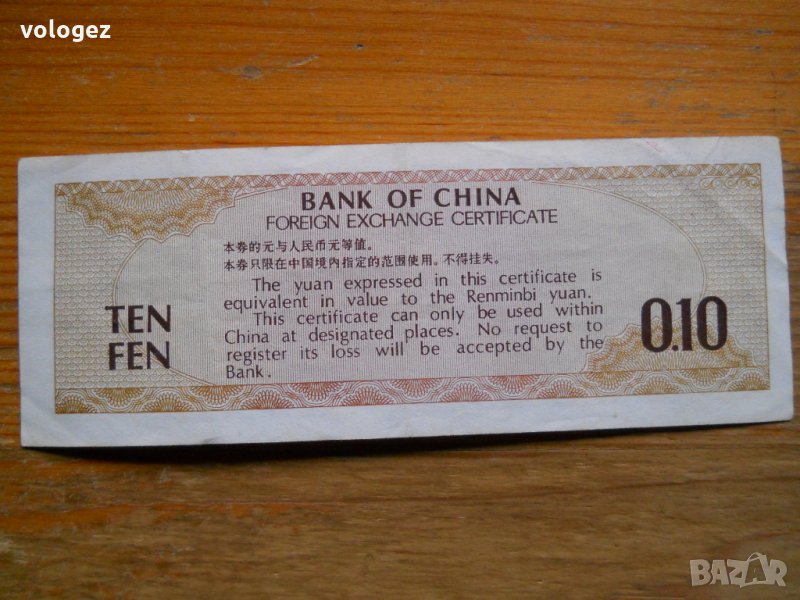 vologez
BANK OF CHINA
FOREIGN EXCHANGE CERTIFICATE
本券的元与人民币元等值。
本券只限在中国境内指定的范围使用。不得挂失。
The yuan expressed in this certificate is
equivalent in value to the Renminbi yuan.
This certificate can only be used within
China at designated places. No request to
register its loss will be accepted by the
Bank.
TEN
FEN
0.10
BAZAR